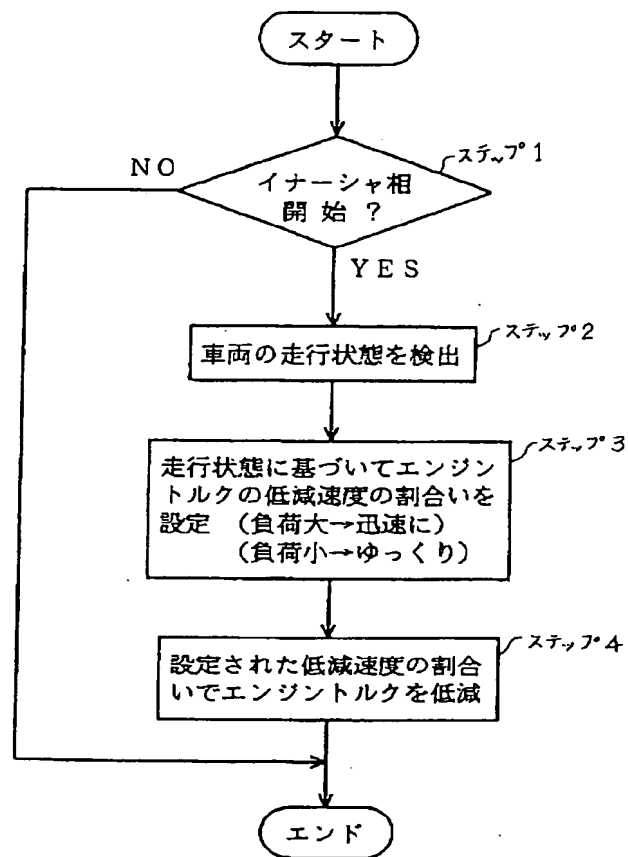 スタート
ステップ1
イナーシャ相
開始?
NO
YES
ステップ2
車両の走行状態を検出
ステップ3
走行状態に基づいてエンジン
トルクの低減速度の割合いを
設定 (負荷大→迅速に)
(負荷小→ゆっくり)
ステップ4
設定された低減速度の割合
いでエンジントルクを低減
エンド